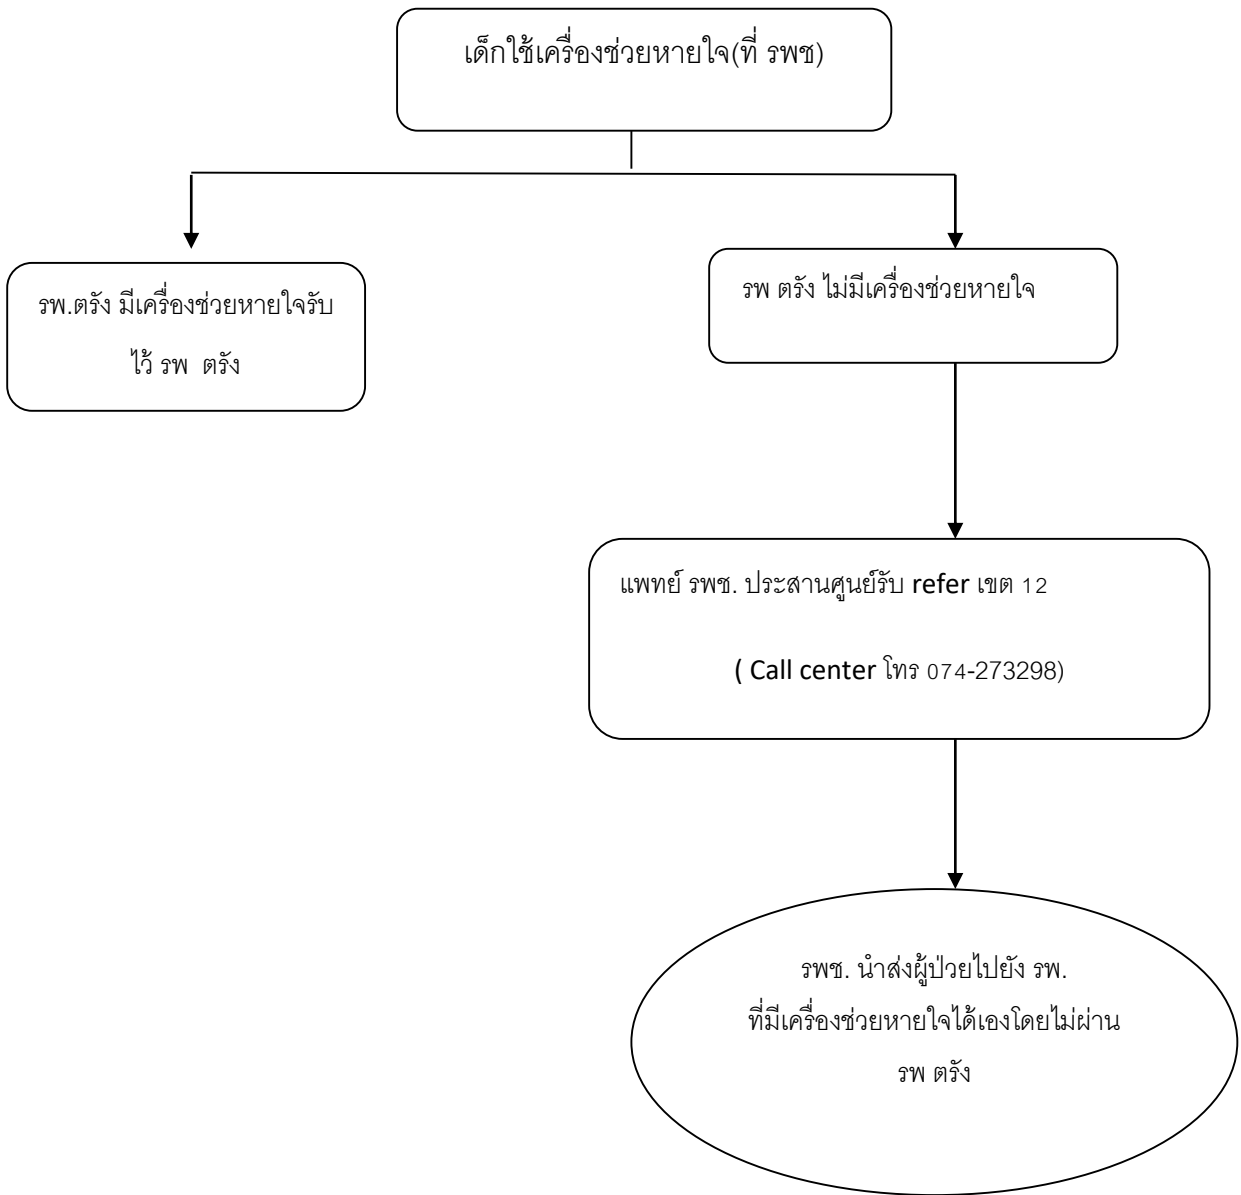 เด็กใช้เครื่องช่วยหายใจ(ที่ รพช)
รพ.ตรัง มีเครื่องช่วยหายใจรับ
ไว้ รพ ตรัง
รพ ตรัง ไม่มีเครื่องช่วยหายใจ
แพทย์ รพช. ประสานศูนย์รับ refer เขต 12
( Call center โทร 074-273298)
รพช. นำส่งผู้ป่วยไปยัง รพ.
ที่มีเครื่องช่วยหายใจได้เองโดยไม่ผ่าน
รพ ตรัง